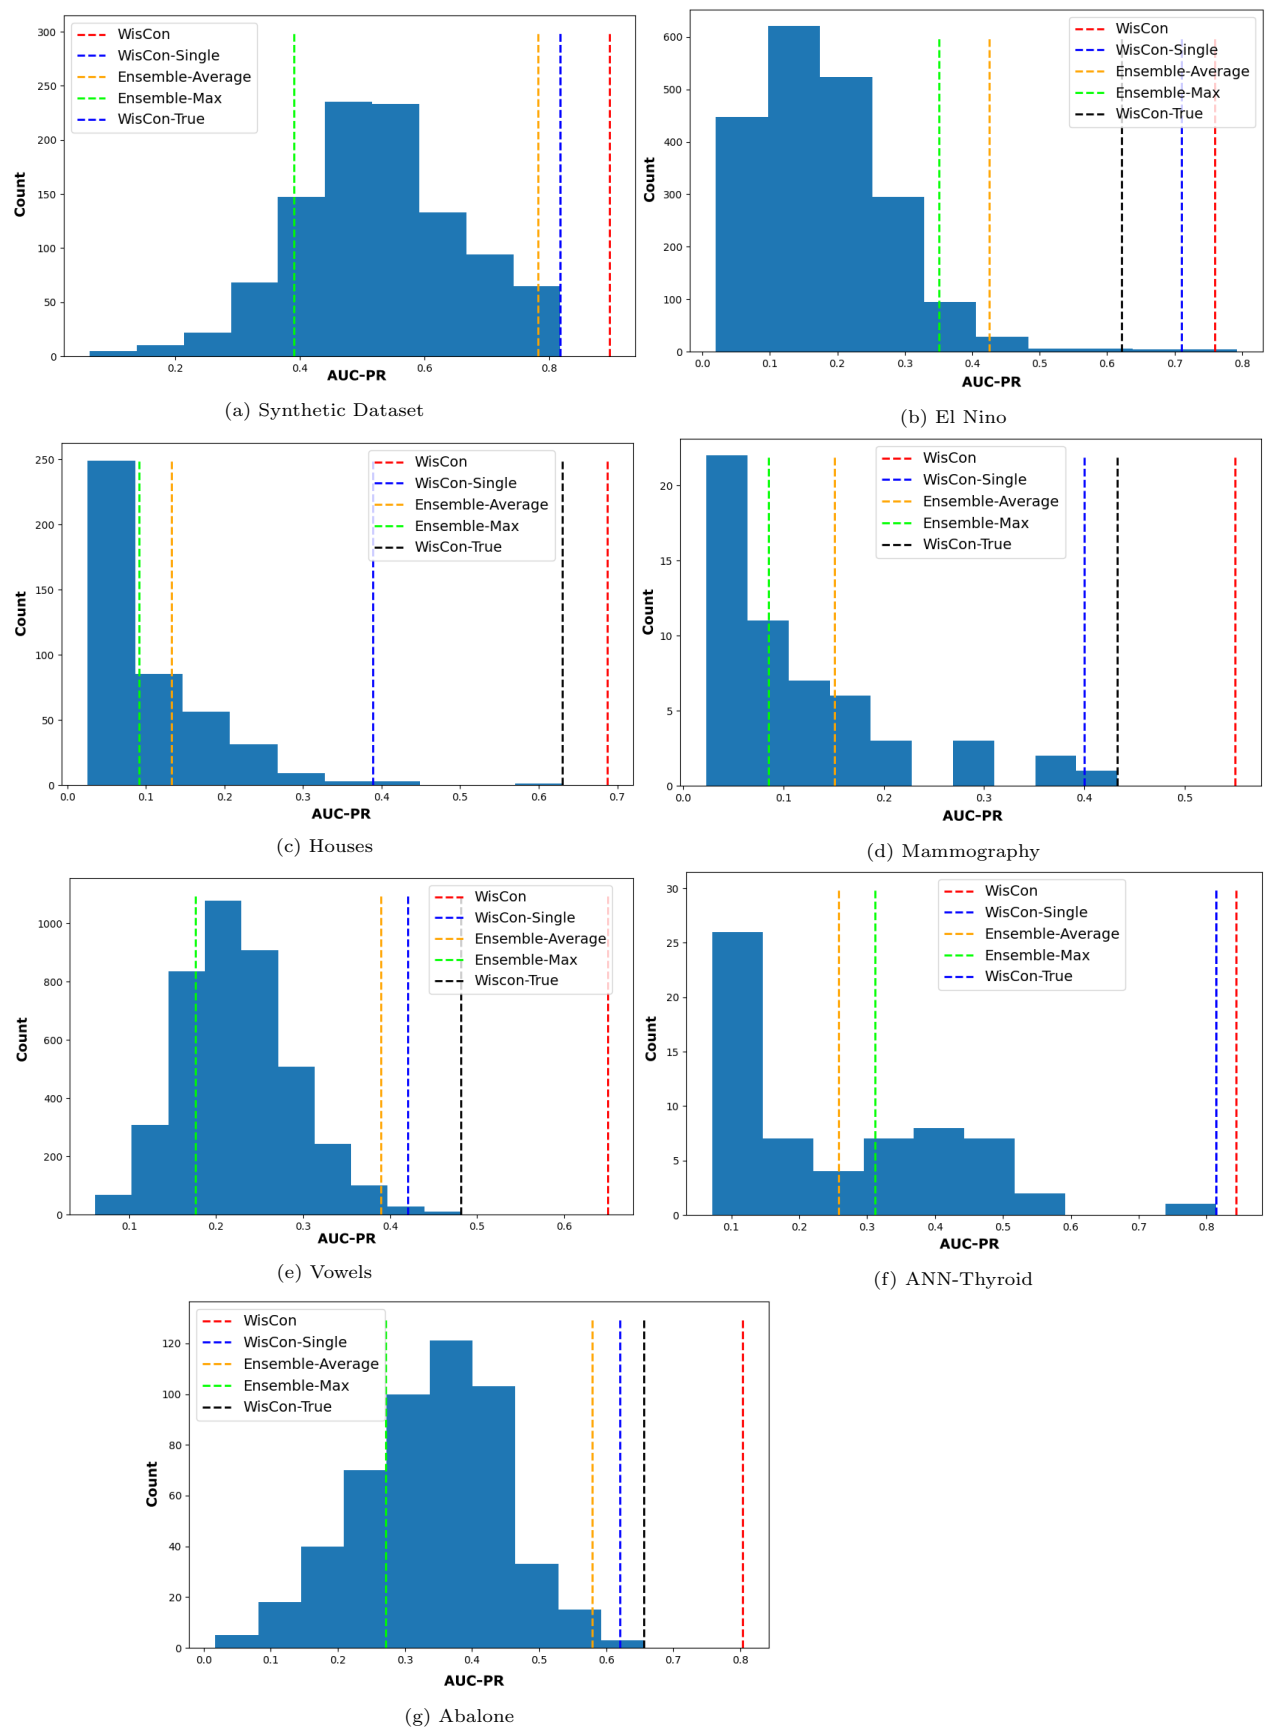 WisCon
WisCon-Single
Ensemble-Average
Ensemble-Max
WisCon-True
300
250
200
150
100
50
0
Count
0.2 0.4 0.6 0.8
AUC-PR
(a) Synthetic Dataset
WisCon
WisCon-Single
Ensemble-Average
Ensemble-Max
WisCon-True
600
500
400
300
200
100
0
Count
0.0 0.1 0.2 0.3 0.4 0.5 0.6 0.7 0.8
AUC-PR
(b) El Nino
WisCon
WisCon-Single
Ensemble-Average
Ensemble-Max
WisCon-True
250
200
150
100
50
0
Count
0.0 0.1 0.2 0.3 0.4 0.5 0.6 0.7
AUC-PR
(c) Houses
WisCon
WisCon-Single
Ensemble-Average
Ensemble-Max
WisCon-True
20
15
10
5
0
Count
0.0 0.1 0.2 0.3 0.4 0.5
AUC-PR
(d) Mammography
WisCon
WisCon-Single
Ensemble-Average
Ensemble-Max
Wiscon-True
1000
800
600
400
200
0
Count
0.1 0.2 0.3 0.4 0.5 0.6
AUC-PR
(e) Vowels
WisCon
WisCon-Single
Ensemble-Average
Ensemble-Max
WisCon-True
30
25
20
15
10
5
0
Count
0.1 0.2 0.3 0.4 0.5 0.6 0.7 0.8
AUC-PR
(f) ANN-Thyroid
WisCon
WisCon-Single
Ensemble-Average
Ensemble-Max
WisCon-True
120
100
80
60
40
20
0
Count
0.0 0.1 0.2 0.3 0.4 0.5 0.6 0.7 0.8
AUC-PR
(g) Abalone